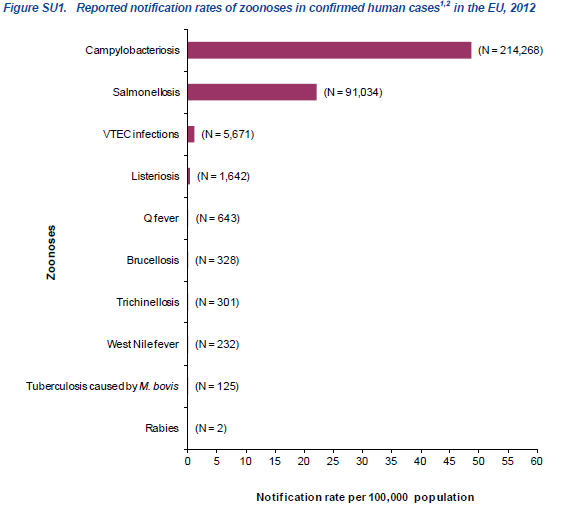 Figure SU1. Reported notification rates of zoonoses in confirmed human cases1,2 in the EU, 2012
Campylobacteriosis (N = 214,268)
Salmonellosis (N = 91,034)
VTEC infections (N = 5,671)
Listeriosis (N = 1,642)
Q fever (N = 643)
Brucellosis (N = 328)
Trichinellosis (N = 301)
West Nile fever (N = 232)
Tuberculosis caused by M. bovis (N = 125)
Rabies (N = 2)
Zoonoses
0 5 10 15 20 25 30 35 40 45 50 55 60
Notification rate per 100,000 population